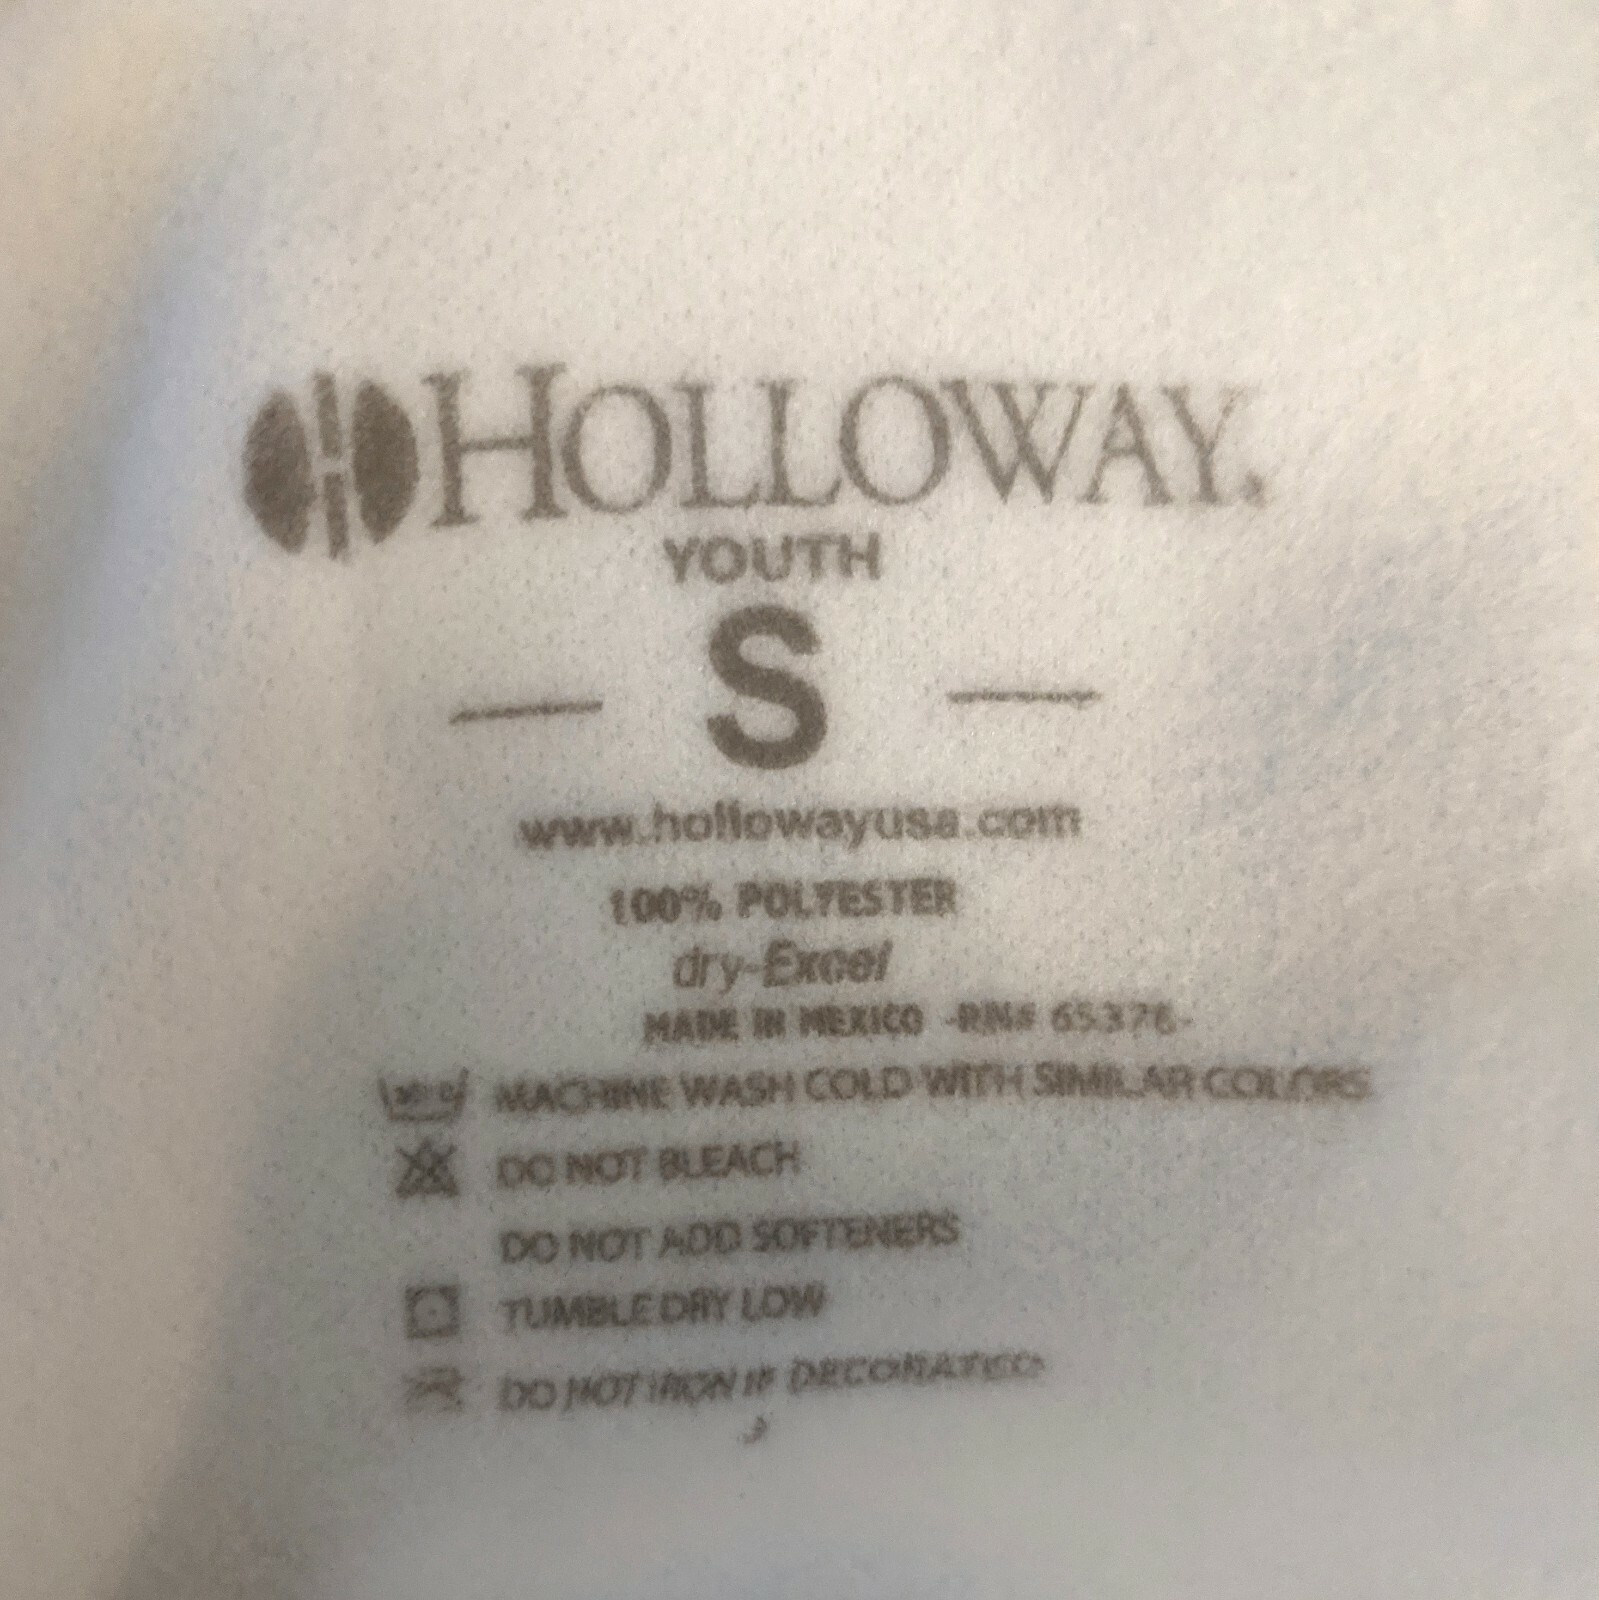 HOLLOWAY.
YOUTH
S
www.hollowayusa.com
100% POLYESTER
dry-Excel
MADE IN MEXICO -RN# 65376-
MACHINE WASH COLD WITH SIMILAR COLORS
DO NOT BLEACH
DO NOT ADD SOFTENERS
TUMBLE DRY LOW
DO NOT IRON IF DECORATED
3